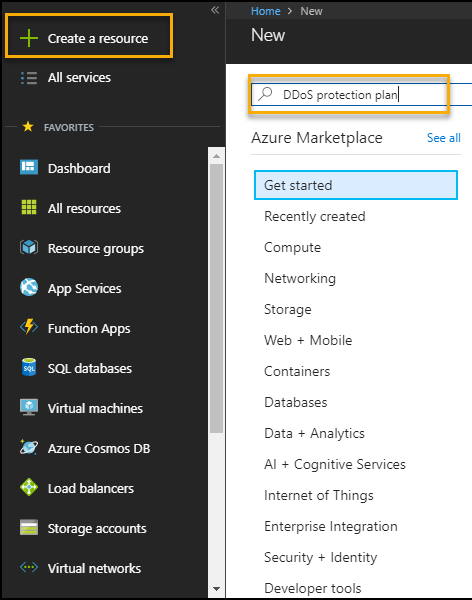 Create a resource
All services
FAVORITES
Dashboard
All resources
Resource groups
App Services
Function Apps
SQL databases
Virtual machines
Azure Cosmos DB
Load balancers
Storage accounts
Virtual networks
Home > New
New
DDoS protection plan
Azure Marketplace See all
Get started
Recently created
Compute
Networking
Storage
Web + Mobile
Containers
Databases
Data + Analytics
AI + Cognitive Services
Internet of Things
Enterprise Integration
Security + Identity
Developer tools